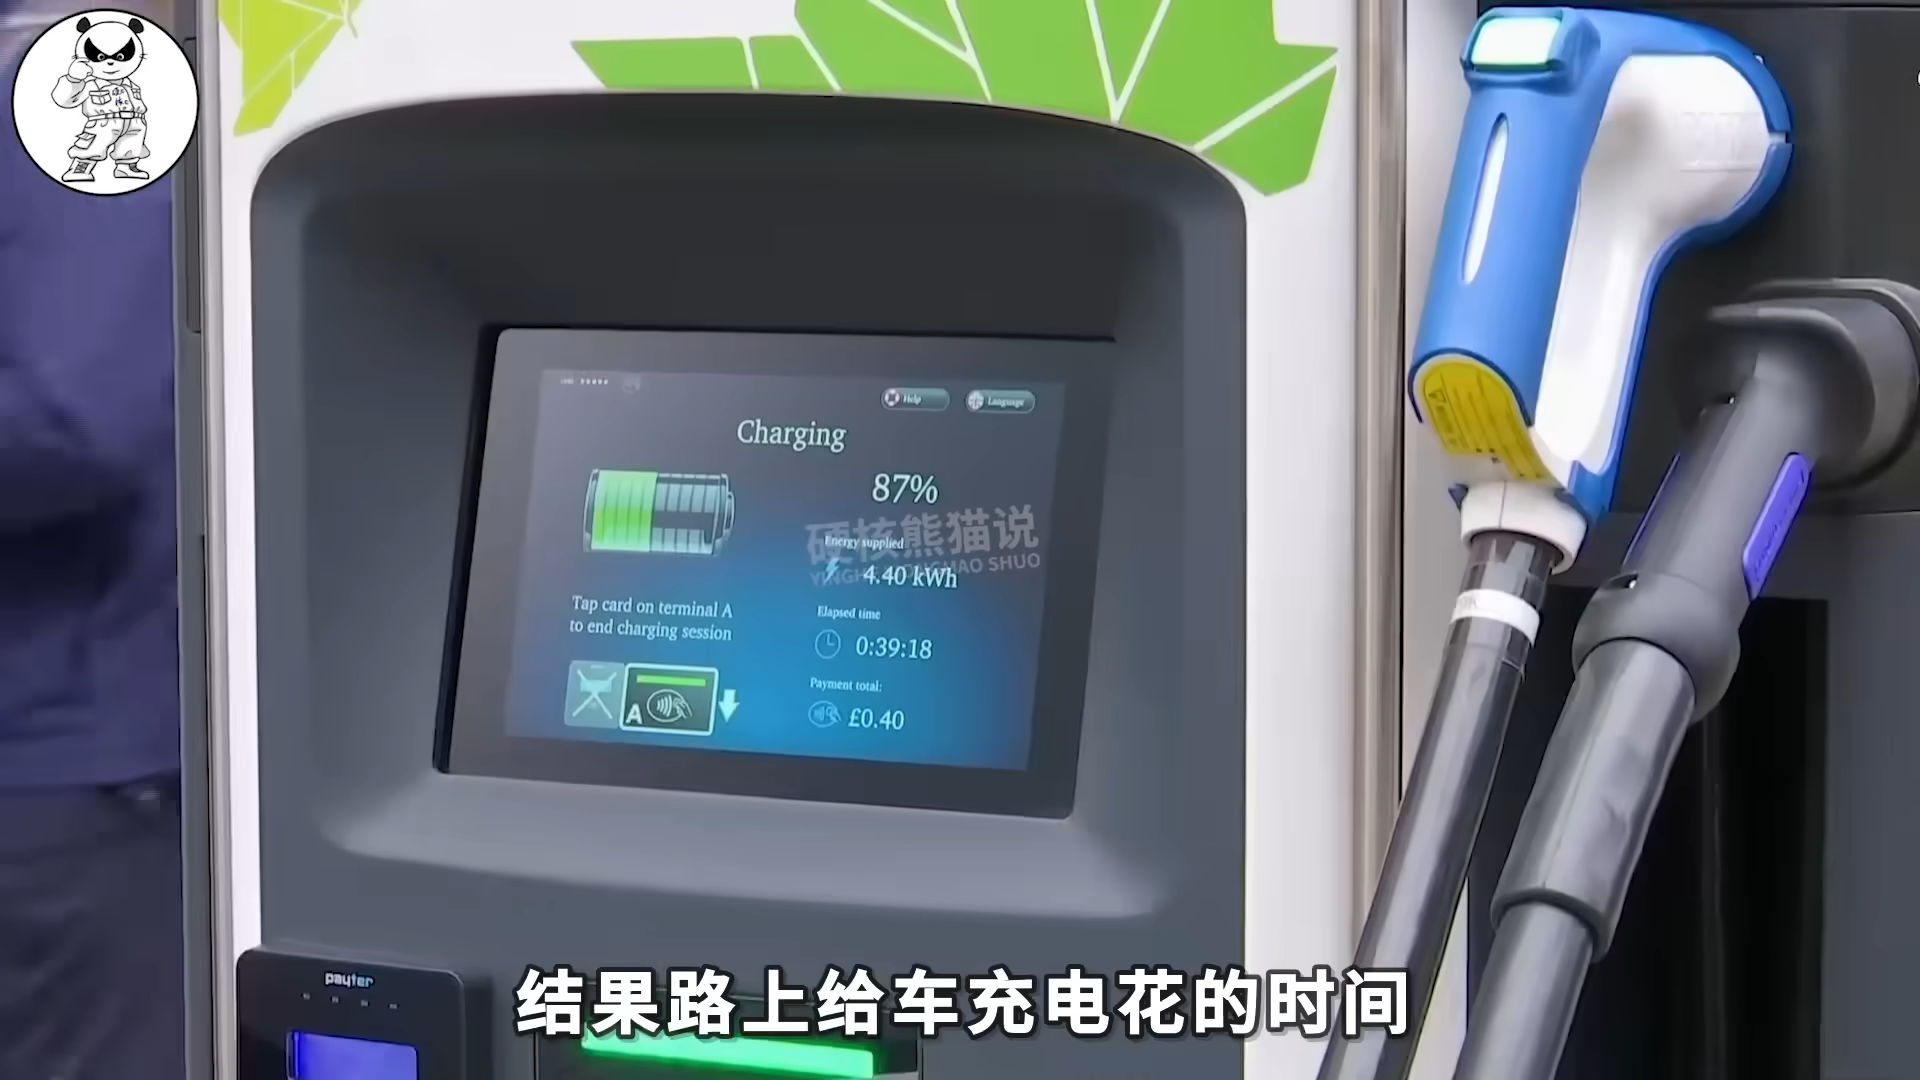 Help
Language
Charging
87%
硬核熊猫说
Energy supplied
4.40 kWh
Elapsed time
Tap card on terminal A
to end charging session
0:39:18
Payment total:
A
£0.40
payter
结果路上给车充电花的时间